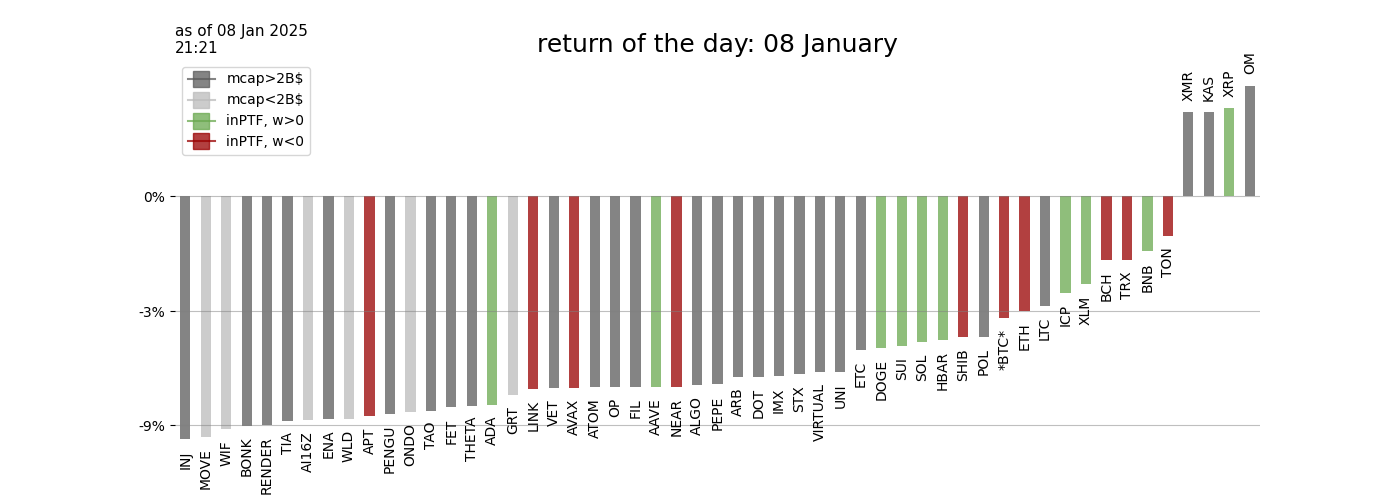 as of 08 Jan 2025
21:21
return of the day: 08 January
mcap>2B$
mcap<2B$
inPTF, w>0
inPTF, w<0
0%
-3%
-9%
INJ
MOVE
WIF
BONK
RENDER
TIA
AI16Z
ENA
WLD
APT
PENGU
ONDO
TAO
FET
THETA
ADA
GRT
LINK
VET
AVAX
ATOM
OP
FIL
AAVE
NEAR
ALGO
PEPE
ARB
DOT
IMX
STX
VIRTUAL
UNI
ETC
DOGE
SUI
SOL
HBAR
SHIB
POL
*BTC*
ETH
LTC
ICP
XLM
BCH
TRX
BNB
TON
XMR
KAS
XRP
OM